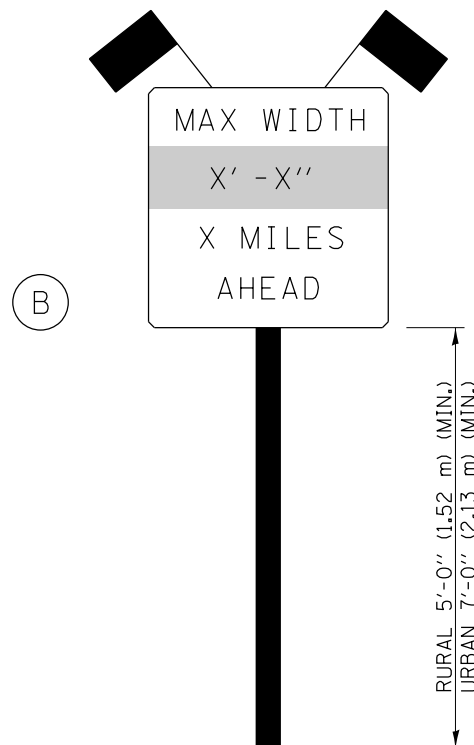 MAX WIDTH
X'-X''
X MILES
AHEAD
B
RURAL 5'-0'' (1.52 m) (MIN.)
URBAN 7'-0'' (2.13 m) (MIN.)